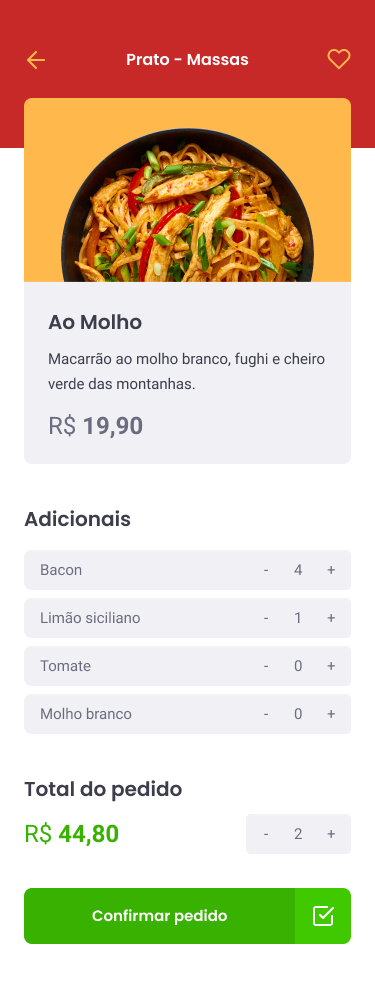 Prato - Massas
Ao Molho
Macarrão ao molho branco, fughi e cheiro
verde das montanhas.
R$ 19,90
Adicionais
Bacon - 4 +
Limão siciliano - 1 +
Tomate - 0 +
Molho branco - 0 +
Total do pedido
R$ 44,80 - 2 +
Confirmar pedido